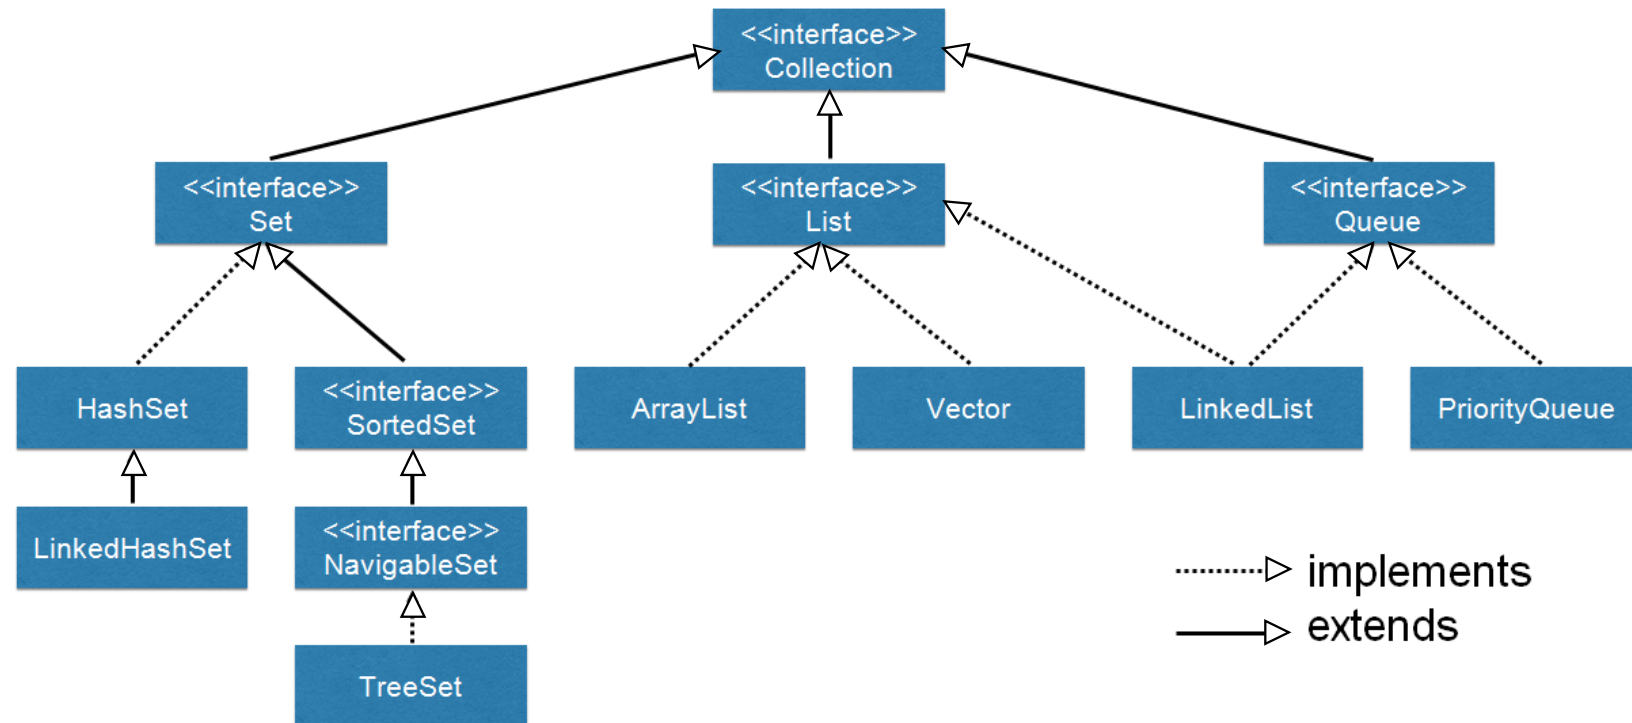 <<interface>>
Collection
<<interface>>
Set
<<interface>>
List
<<interface>>
Queue
HashSet
<<interface>>
SortedSet
ArrayList
Vector
LinkedList
PriorityQueue
LinkedHashSet
<<interface>>
NavigableSet
implements
extends
TreeSet